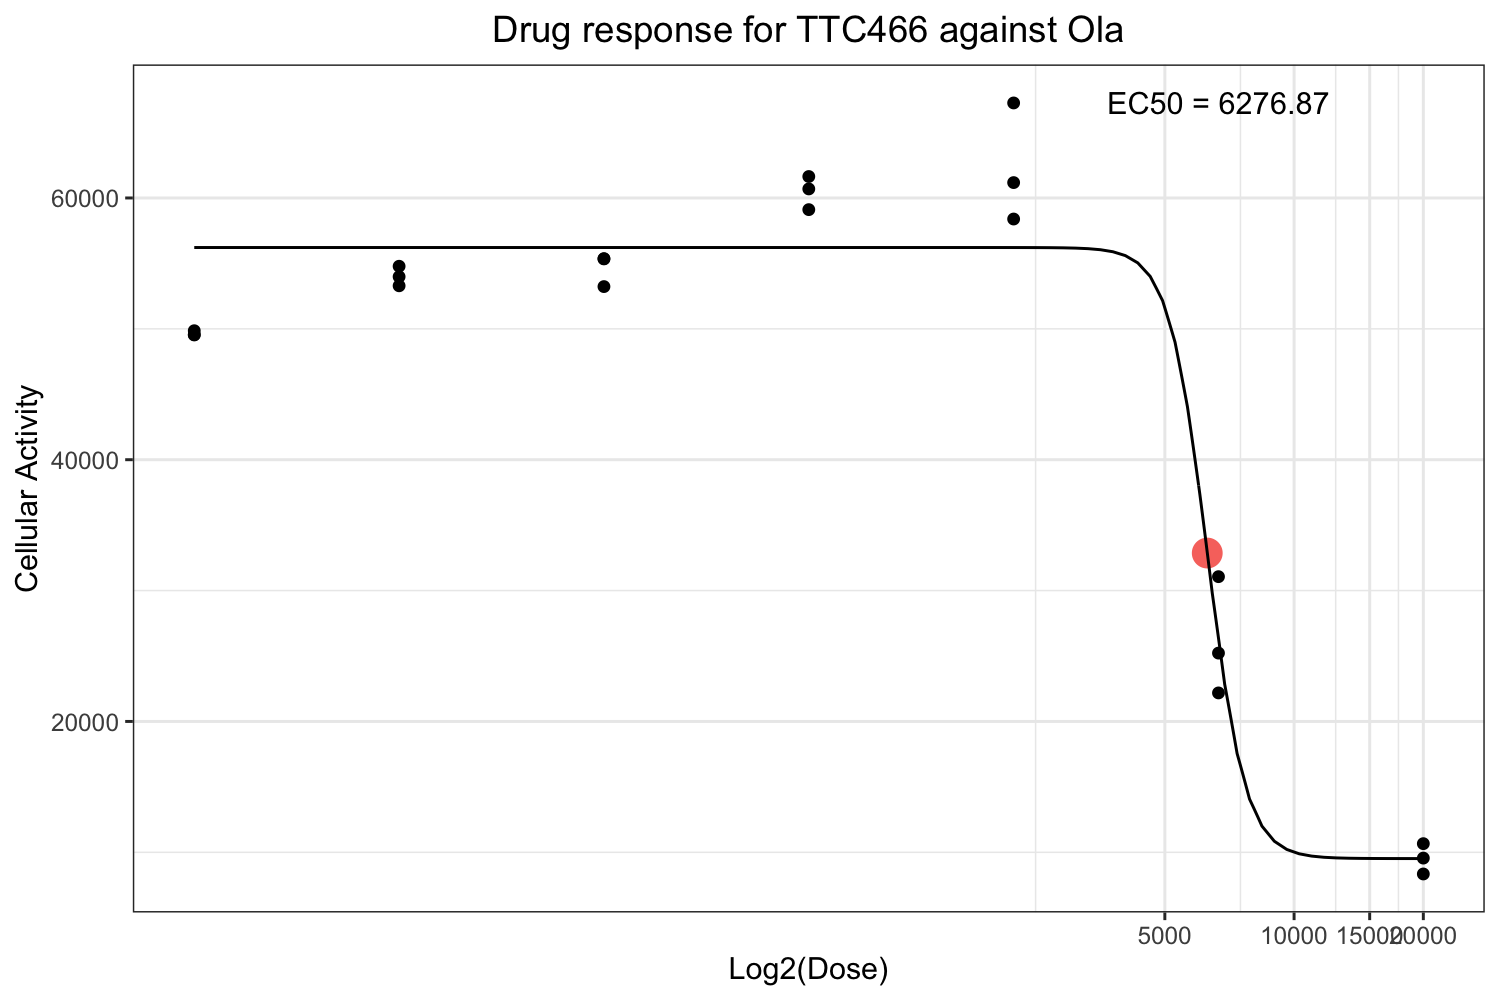 Drug response for TTC466 against Ola
EC50 = 6276.87
60000
40000
20000
Cellular Activity
5000 10000 15000 20000
Log2(Dose)